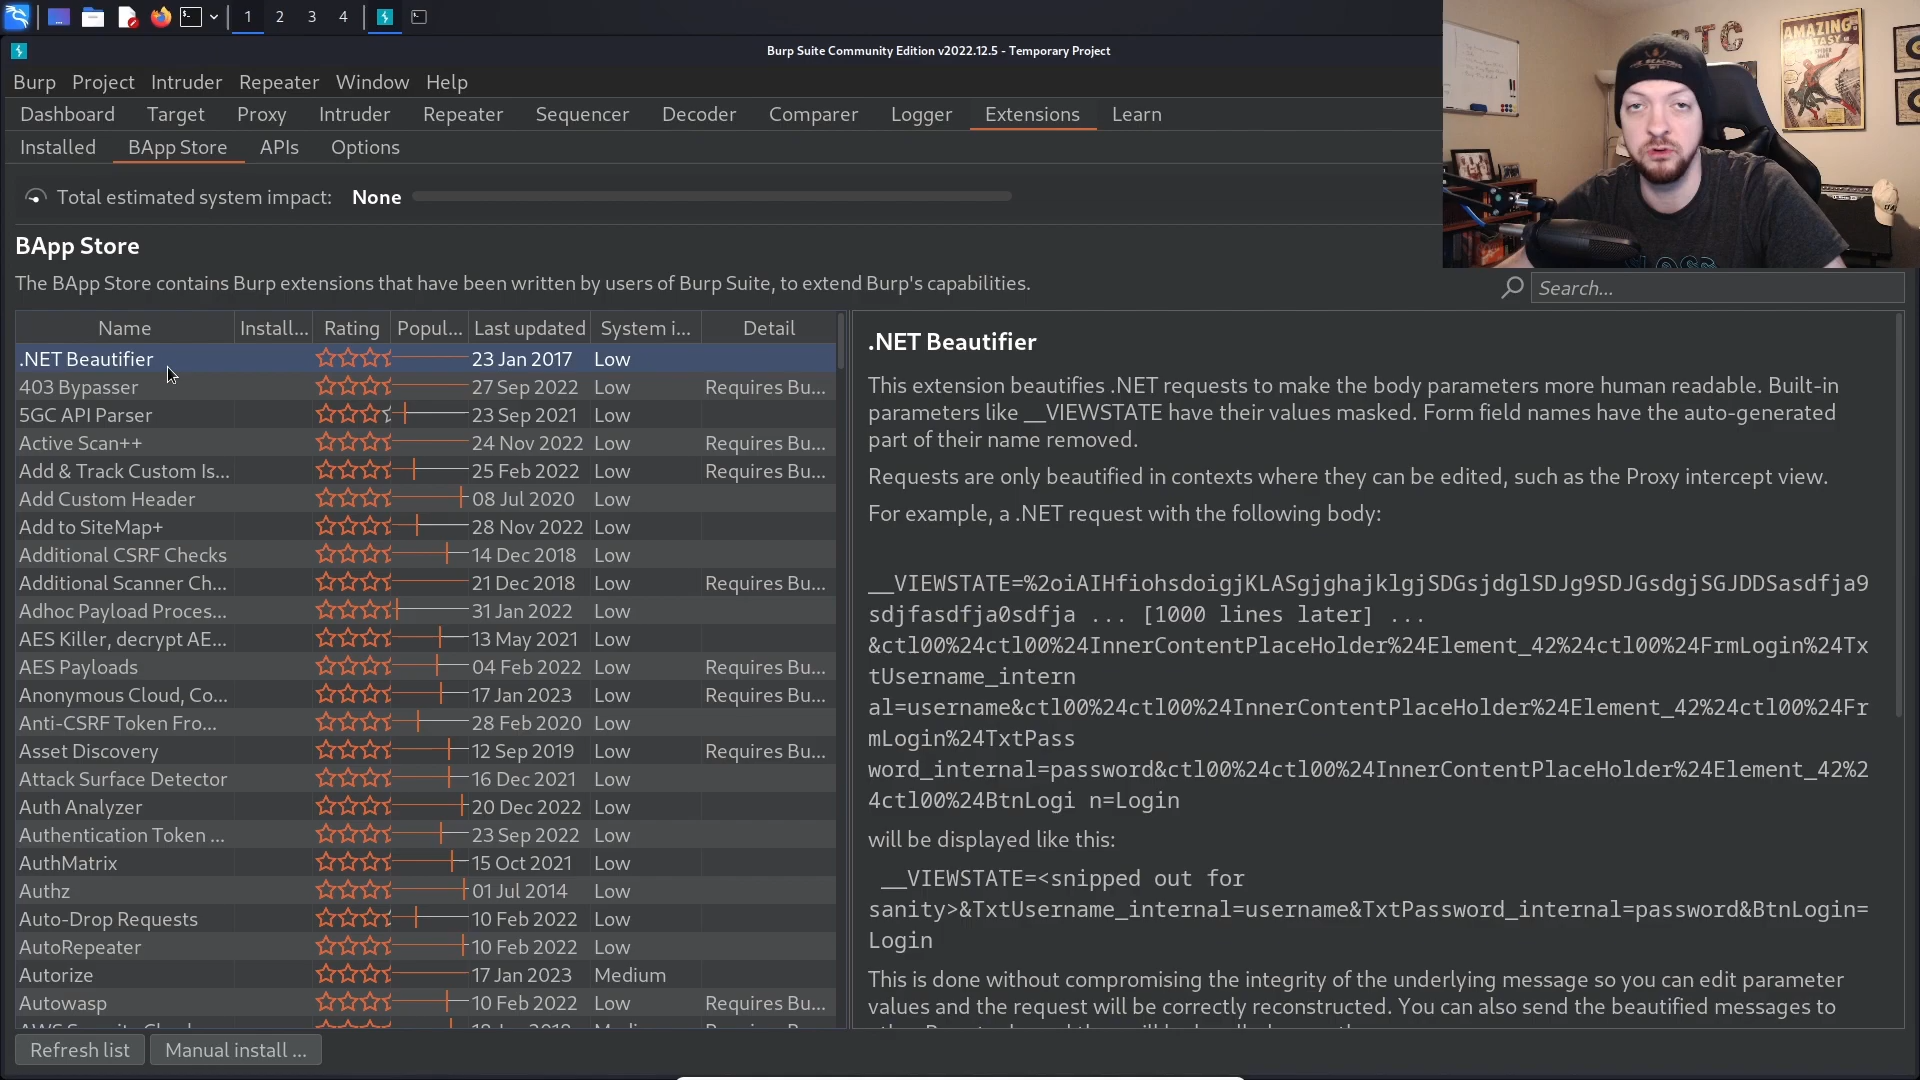 1 2 3 4
Burp Suite Community Edition v2022.12.5 - Temporary Project
Burp Project Intruder Repeater Window Help
Dashboard Target Proxy Intruder Repeater Sequencer Decoder Comparer Logger Extensions Learn
Installed BApp Store APIs Options
Total estimated system impact: None
BApp Store
The BApp Store contains Burp extensions that have been written by users of Burp Suite, to extend Burp's capabilities.
Search...
Name Install... Rating Popul... Last updated System i... Detail
.NET Beautifier 23 Jan 2017 Low
403 Bypasser 27 Sep 2022 Low Requires Bu...
5GC API Parser 23 Sep 2021 Low
Active Scan++ 24 Nov 2022 Low Requires Bu...
Add & Track Custom Is... 25 Feb 2022 Low Requires Bu...
Add Custom Header 08 Jul 2020 Low
Add to SiteMap+ 28 Nov 2022 Low
Additional CSRF Checks 14 Dec 2018 Low
Additional Scanner Ch... 21 Dec 2018 Low Requires Bu...
Adhoc Payload Proces... 31 Jan 2022 Low
AES Killer, decrypt AE... 13 May 2021 Low
AES Payloads 04 Feb 2022 Low Requires Bu...
Anonymous Cloud, Co... 17 Jan 2023 Low Requires Bu...
Anti-CSRF Token Fro... 28 Feb 2020 Low
Asset Discovery 12 Sep 2019 Low Requires Bu...
Attack Surface Detector 16 Dec 2021 Low
Auth Analyzer 20 Dec 2022 Low
Authentication Token ... 23 Sep 2022 Low
AuthMatrix 15 Oct 2021 Low
Authz 01 Jul 2014 Low
Auto-Drop Requests 10 Feb 2022 Low
AutoRepeater 10 Feb 2022 Low
Autorize 17 Jan 2023 Medium
Autowasp 10 Feb 2022 Low Requires Bu...
.NET Beautifier
This extension beautifies .NET requests to make the body parameters more human readable. Built-in
parameters like __VIEWSTATE have their values masked. Form field names have the auto-generated
part of their name removed.
Requests are only beautified in contexts where they can be edited, such as the Proxy intercept view.
For example, a .NET request with the following body:
__VIEWSTATE=%2oiAIHfiohsdoigjKLASgjghajklgjSDGsjdglSDJg9SDJGsdgjSGJDDSasdfja9
sdjfasdfja0sdfja ... [1000 lines later] ...
&ctl00%24ctl00%24InnerContentPlaceHolder%24Element_42%24ctl00%24FrmLogin%24Tx
tUsername_intern
al=username&ctl00%24ctl00%24InnerContentPlaceHolder%24Element_42%24ctl00%24Fr
mLogin%24TxtPass
word_internal=password&ctl00%24ctl00%24InnerContentPlaceHolder%24Element_42%2
4ctl00%24BtnLogi n=Login
will be displayed like this:
__VIEWSTATE=<snipped out for
sanity>&TxtUsername_internal=username&TxtPassword_internal=password&BtnLogin=
Login
This is done without compromising the integrity of the underlying message so you can edit parameter
values and the request will be correctly reconstructed. You can also send the beautified messages to
Refresh list Manual install ...
AMAZING
FANTASY